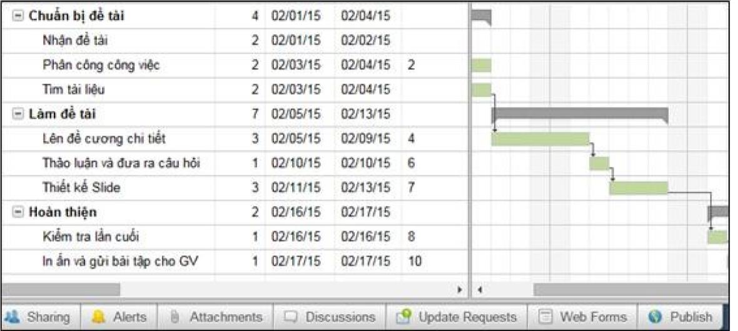 Chuẩn bị đề tài 4 02/01/15 02/04/15
Nhận đề tài 2 02/01/15 02/02/15
Phân công công việc 2 02/03/15 02/04/15 2
Tìm tài liệu 2 02/03/15 02/04/15
Làm đề tài 7 02/05/15 02/13/15
Lên đề cương chi tiết 3 02/05/15 02/09/15 4
Thảo luận và đưa ra câu hỏi 1 02/10/15 02/10/15 6
Thiết kế Slide 3 02/11/15 02/13/15 7
Hoàn thiện 2 02/16/15 02/17/15
Kiểm tra lần cuối 1 02/16/15 02/16/15 8
In ấn và gửi bài tập cho GV 1 02/17/15 02/17/15 10
Sharing Alerts Attachments Discussions Update Requests Web Forms Publish